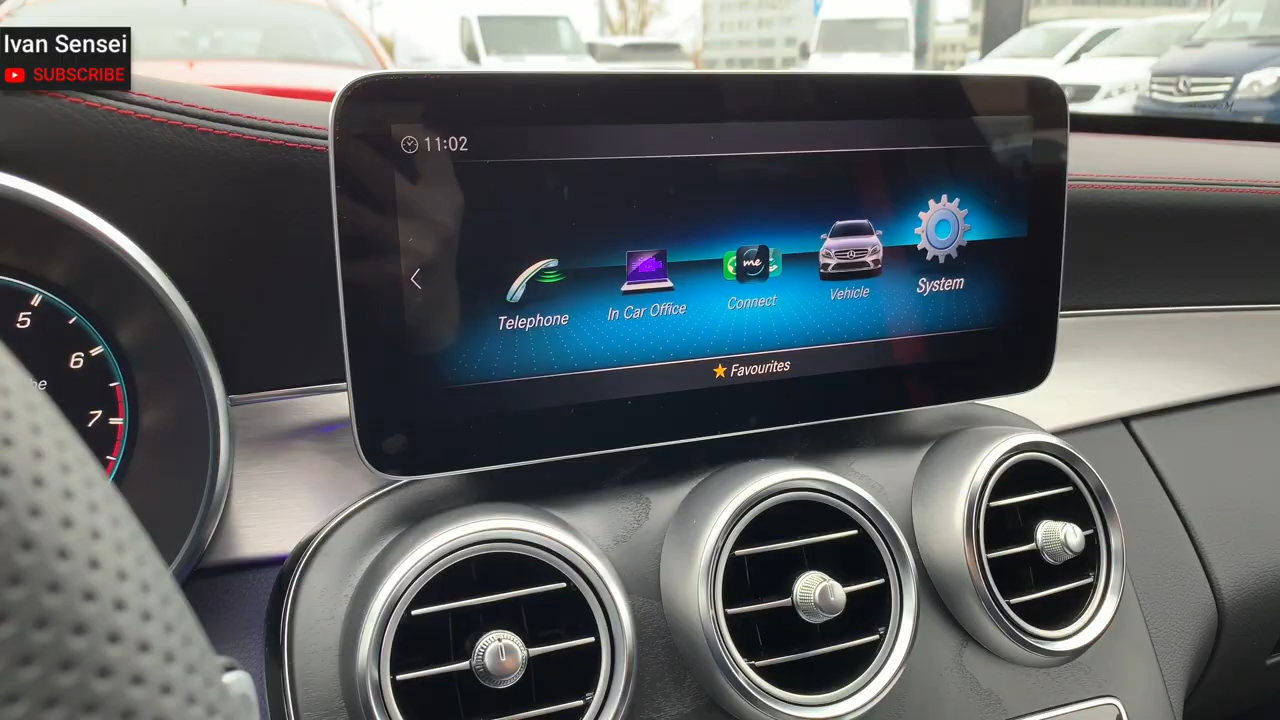 Ivan Sensei
SUBSCRIBE
11:02
Telephone
In Car Office
me
Connect
Vehicle
System
Favourites
5
6
7